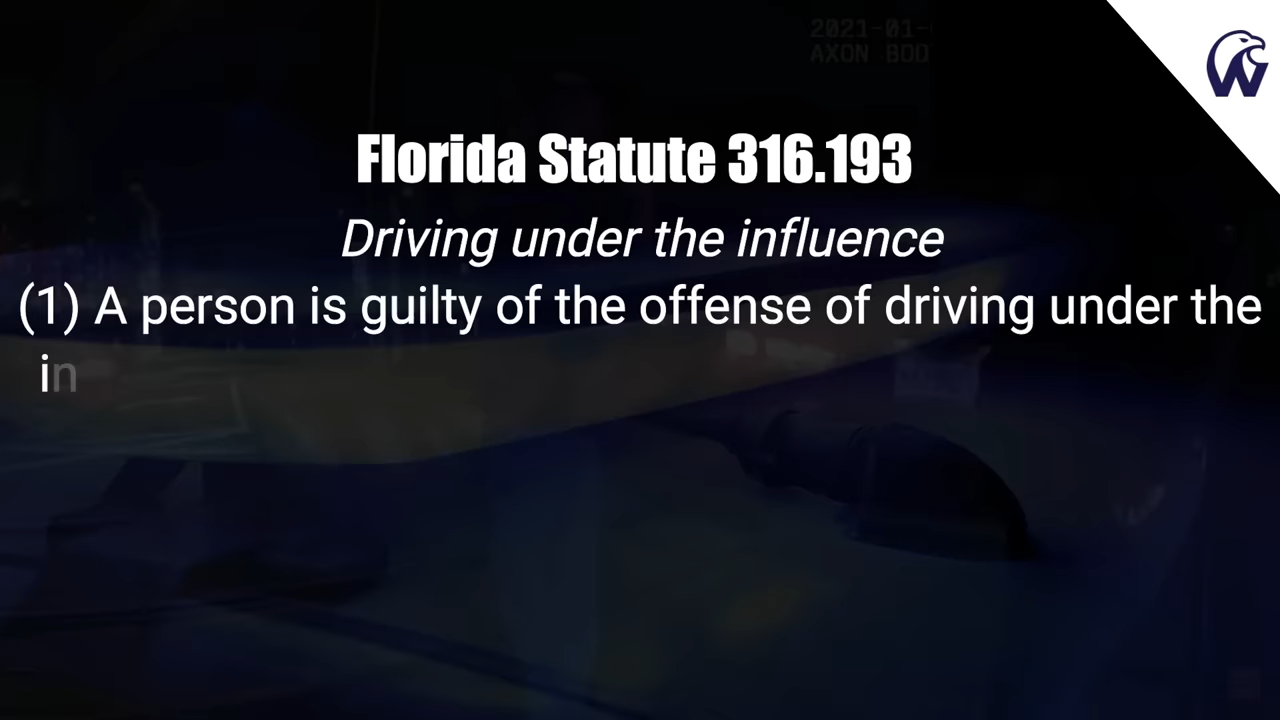 2021-01-
AXON BOD
Florida Statute 316.193
Driving under the influence
(1) A person is guilty of the offense of driving under the
in